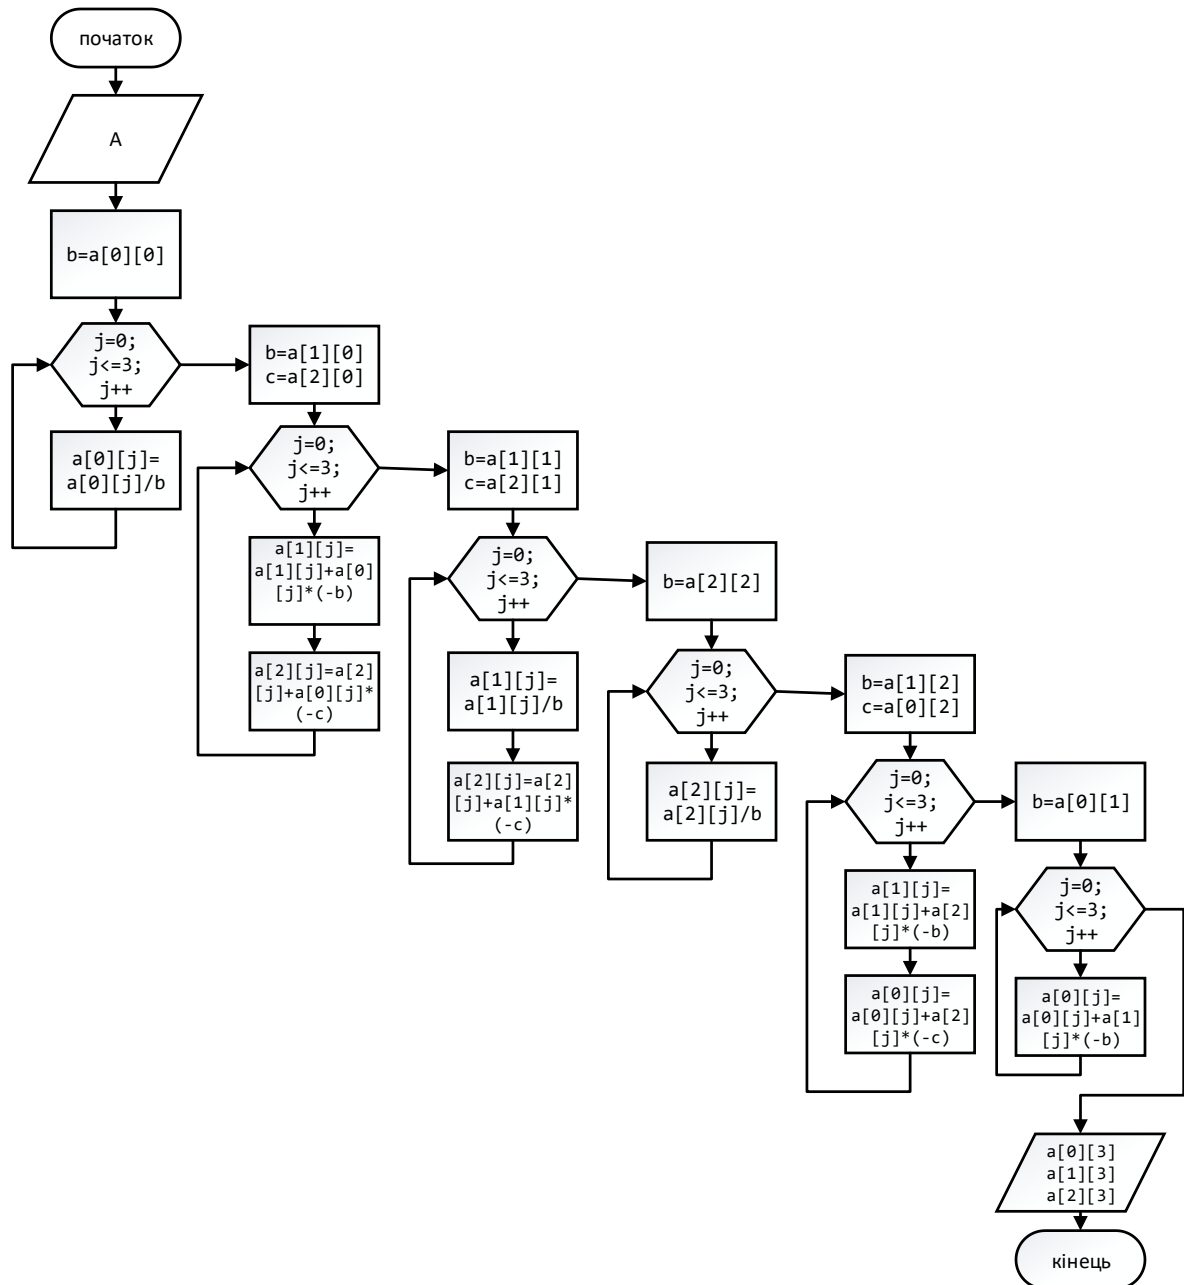 початок
A
b=a[0][0]
j=0;
j<=3;
j++
a[0][j]=
a[0][j]/b
b=a[1][0]
c=a[2][0]
j=0;
j<=3;
j++
a[1][j]=
a[1][j]+a[0]
[j]*(-b)
a[2][j]=a[2]
[j]+a[0][j]*
(-c)
b=a[1][1]
c=a[2][1]
j=0;
j<=3;
j++
a[1][j]=
a[1][j]/b
a[2][j]=a[2]
[j]+a[1][j]*
(-c)
b=a[2][2]
j=0;
j<=3;
j++
a[2][j]=
a[2][j]/b
b=a[1][2]
c=a[0][2]
j=0;
j<=3;
j++
a[1][j]=
a[1][j]+a[2]
[j]*(-b)
a[0][j]=
a[0][j]+a[2]
[j]*(-c)
b=a[0][1]
j=0;
j<=3;
j++
a[0][j]=
a[0][j]+a[1]
[j]*(-b)
a[0][3]
a[1][3]
a[2][3]
кінець